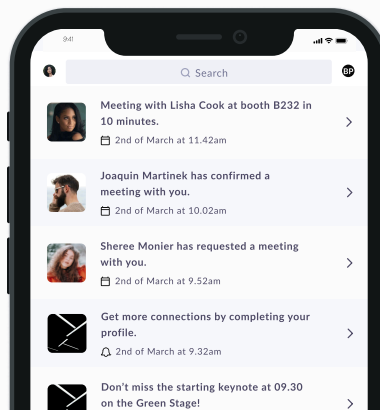 9:41
Search
BP
Meeting with Lisha Cook at booth B232 in
10 minutes.
2nd of March at 11.42am
Joaquin Martinek has confirmed a
meeting with you.
2nd of March at 10.02am
Sheree Monier has requested a meeting
with you.
2nd of March at 9.52am
Get more connections by completing your
profile.
2nd of March at 9.32am
Don't miss the starting keynote at 09.30
on the Green Stage!